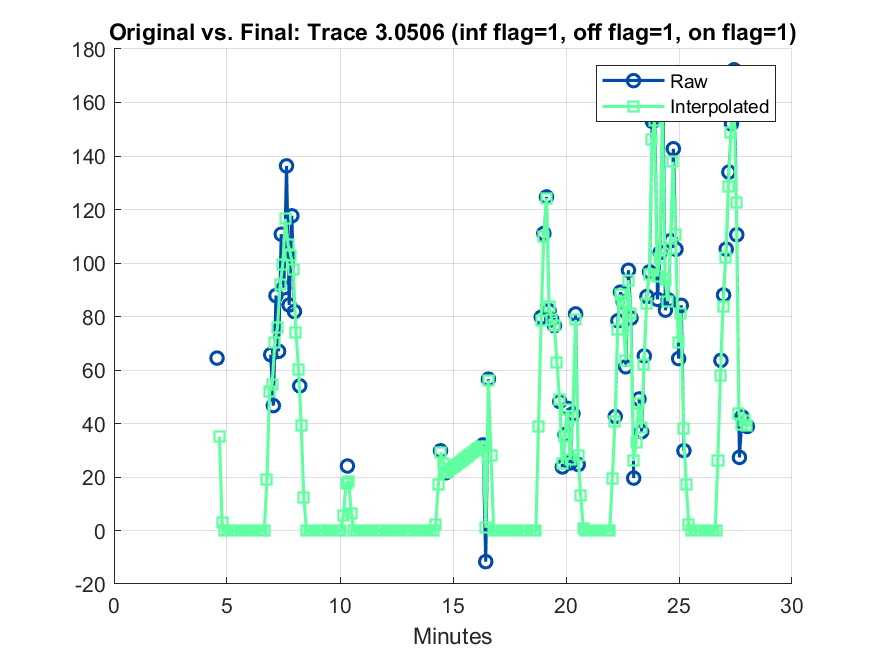 Original vs. Final: Trace 3.0506 (inf flag=1, off flag=1, on flag=1)
180
160
140
120
100
80
60
40
20
0
-20
Raw
Interpolated
0 5 10 15 20 25 30
Minutes